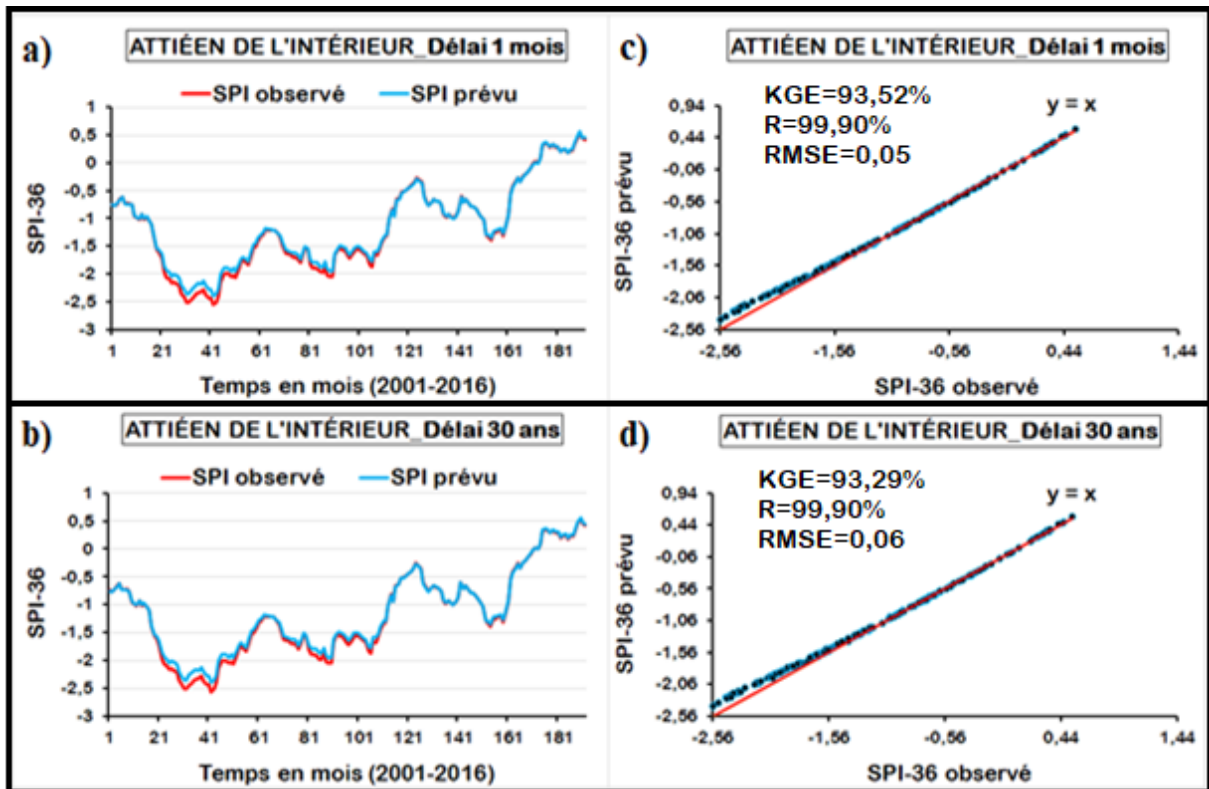 a)
ATTIÉEN DE L'INTÉRIEUR_Délai 1 mois
SPI observé SPI prévu
SPI-36
1
0,5
0
-0,5
-1
-1,5
-2
-2,5
-3
1 21 41 61 81 101 121 141 161 181
Temps en mois (2001-2016)
c)
ATTIÉEN DE L'INTÉRIEUR_Délai 1 mois
KGE=93,52%
R=99,90%
RMSE=0,05
y = x
SPI-36 prévu
0,94
0,44
-0,06
-0,56
-1,06
-1,56
-2,06
-2,56
-2,56 -1,56 -0,56 0,44 1,44
SPI-36 observé
b)
ATTIÉEN DE L'INTÉRIEUR_Délai 30 ans
SPI observé SPI prévu
SPI-36
1
0,5
0
-0,5
-1
-1,5
-2
-2,5
-3
1 21 41 61 81 101 121 141 161 181
Temps en mois (2001-2016)
d)
ATTIÉEN DE L'INTÉRIEUR_Délai 30 ans
KGE=93,29%
R=99,90%
RMSE=0,06
y = x
SPI-36 prévu
0,94
0,44
-0,06
-0,56
-1,06
-1,56
-2,06
-2,56
-2,56 -1,56 -0,56 0,44 1,44
SPI-36 observé